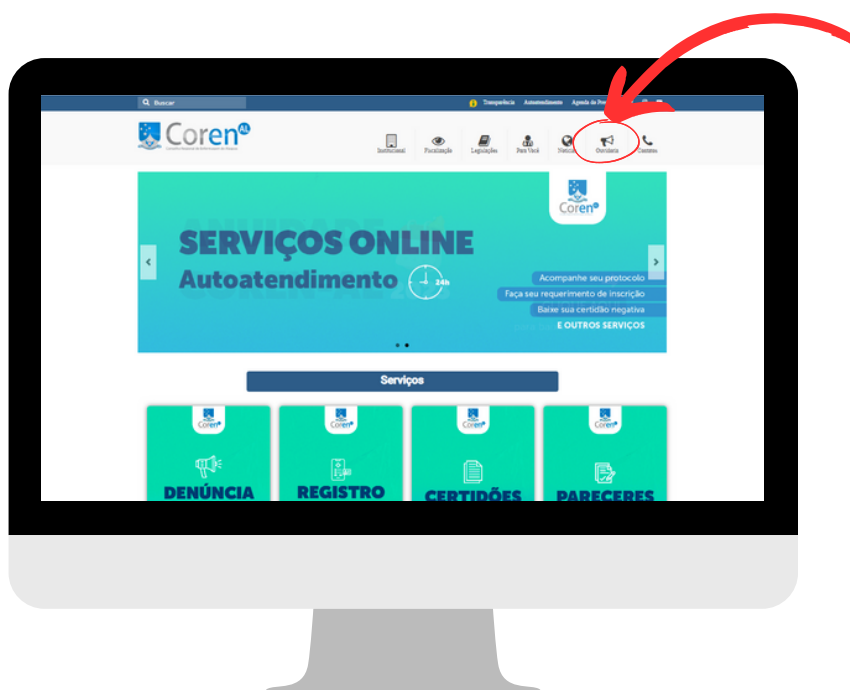 Buscar
Transparência Autoatendimento Agenda da
Coren AL
Institucional Fiscalização Legislações Para Você Ouvidoria
Coren AL
SERVIÇOS ONLINE
Autoatendimento 24h
Acompanhe seu protocolo
Faça seu requerimento de inscrição
Baixe sua certidão negativa
E OUTROS SERVIÇOS
Serviços
Coren Coren Coren Coren
DENÚNCIA REGISTRO CERTIDÕES PARECERES